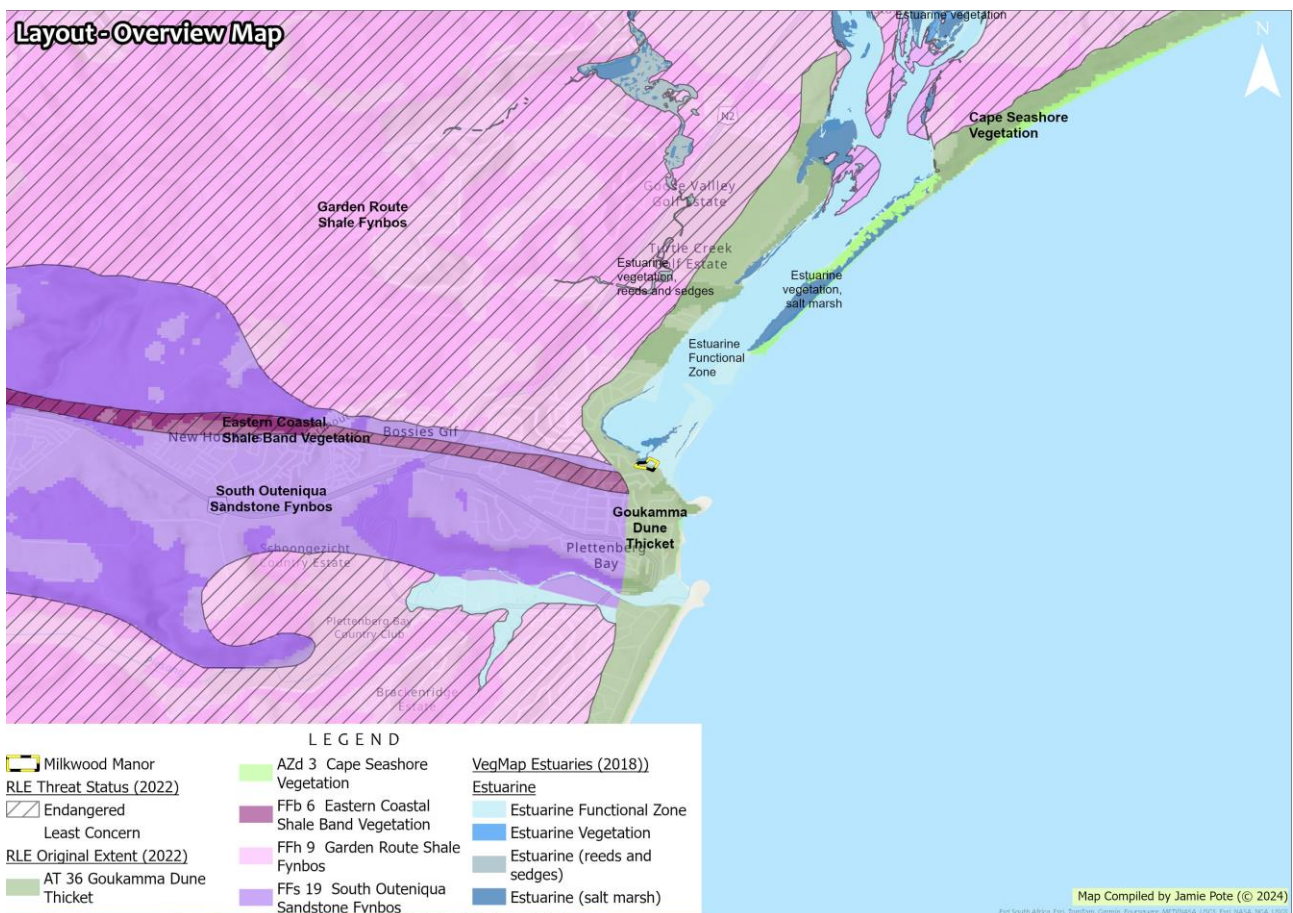 Layout - Overview Map
Estuarine vegetation
N
Cape Seashore
Vegetation
N2
Garden Route
Shale Fynbos
Goose Vallley
Golf Estate
Turtle Creek
Golf Estate
Estuarine
vegetation,
reeds and sedges
Estuarine
vegetation,
salt marsh
Estuarine
Functional
Zone
Eastern Coastal
Shale Band Vegetation
Bossies Gif
South Outeniqua
Sandstone Fynbos
Goukamma
Dune
Thicket
Plettenberg
Bay
Schoongezicht
Country Estate
Plettenberg Bay
Country Club
Brackenridge
Estate
LEGEND
Milkwood Manor
RLE Threat Status (2022)
Endangered
Least Concern
RLE Original Extent (2022)
AT 36 Goukamma Dune
Thicket
AZd 3 Cape Seashore
Vegetation
FFb 6 Eastern Coastal
Shale Band Vegetation
FFh 9 Garden Route Shale
Fynbos
FFs 19 South Outeniqua
Sandstone Fynbos
VegMap Estuaries (2018))
Estuarine
Estuarine Functional Zone
Estuarine Vegetation
Estuarine (reeds and
sedges)
Estuarine (salt marsh)
Map Compiled by Jamie Pote (© 2024)